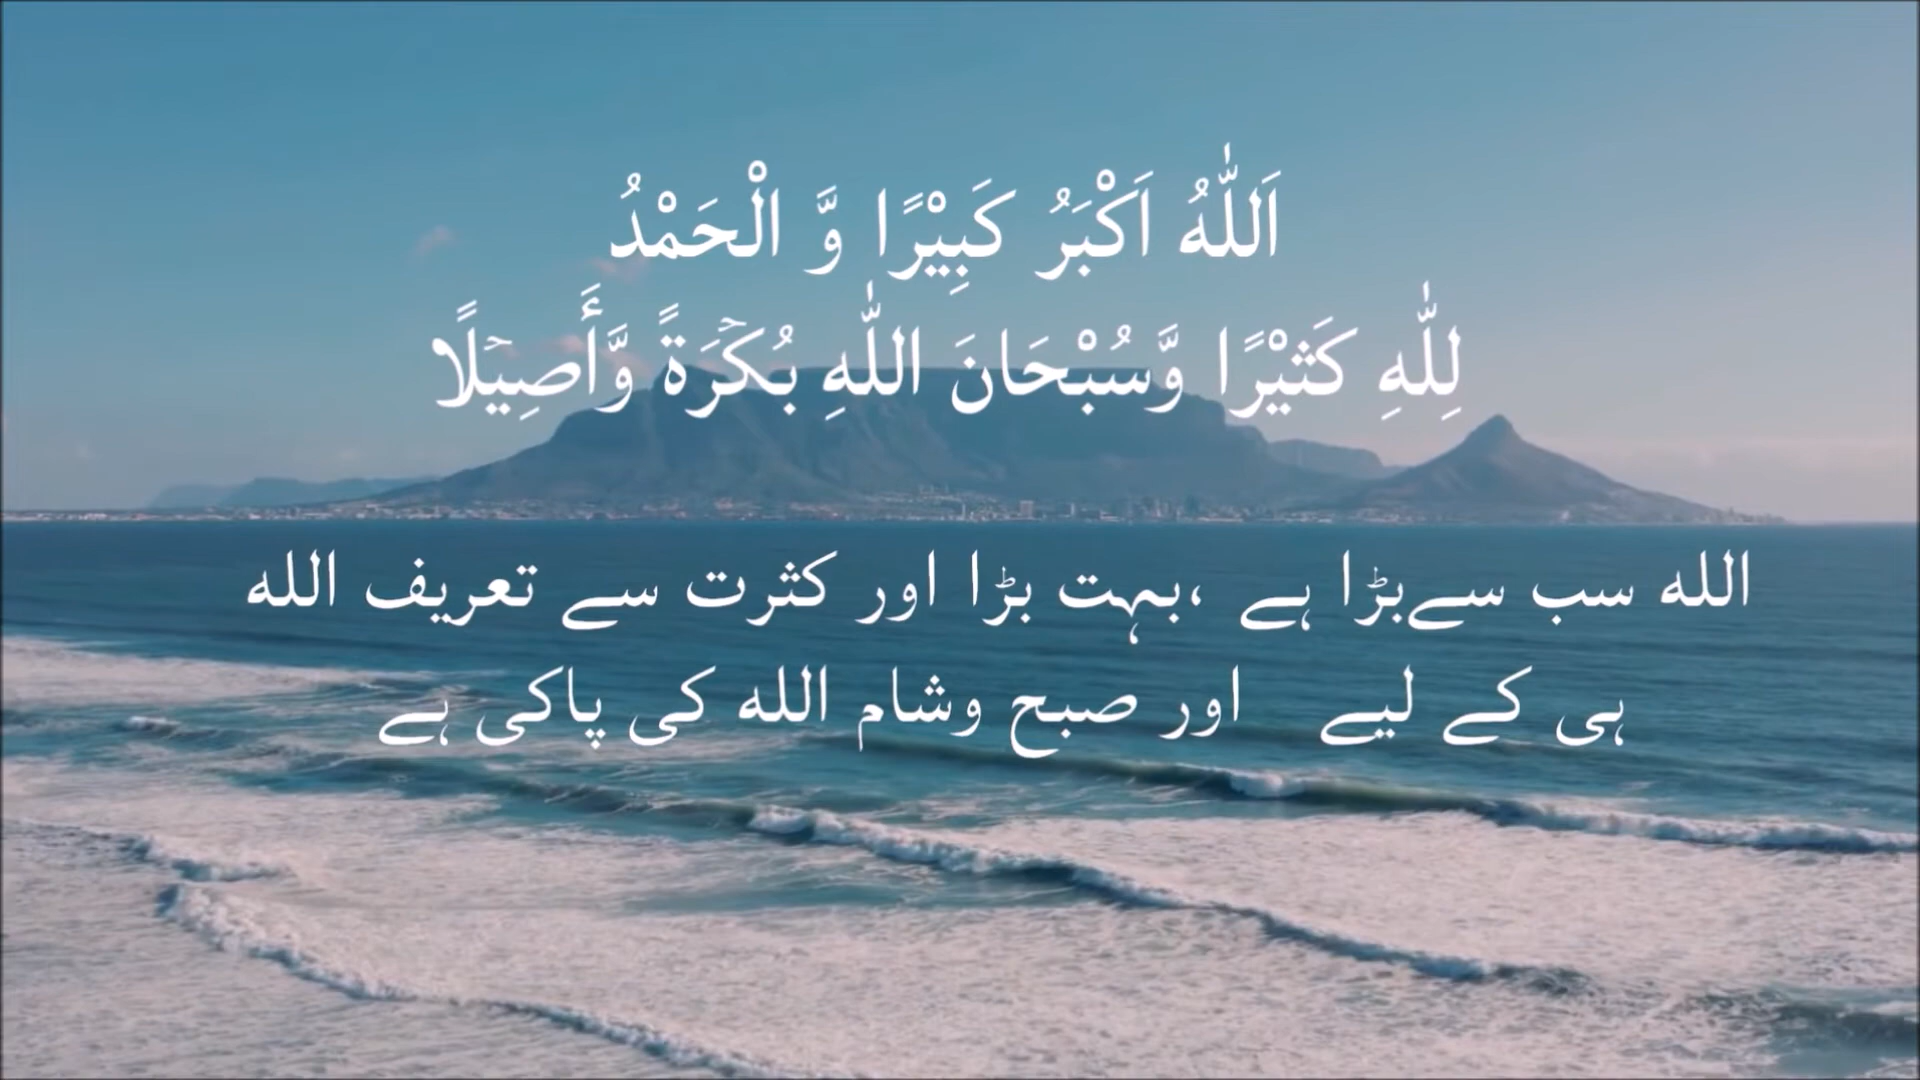 اَللّٰهُ اَكْبَرُ كَبِيْرًا وَّ الْحَمْدُ
لِلّٰهِ كَثِيْرًا وَّسُبْحَانَ اللّٰهِ بُكْرَةً وَّأَصِيْلًا
الله سب سےبڑا ہے ،بہت بڑا اور کثرت سے تعریف الله
ہی کے لیے اور صبح وشام الله کی پاکی ہے